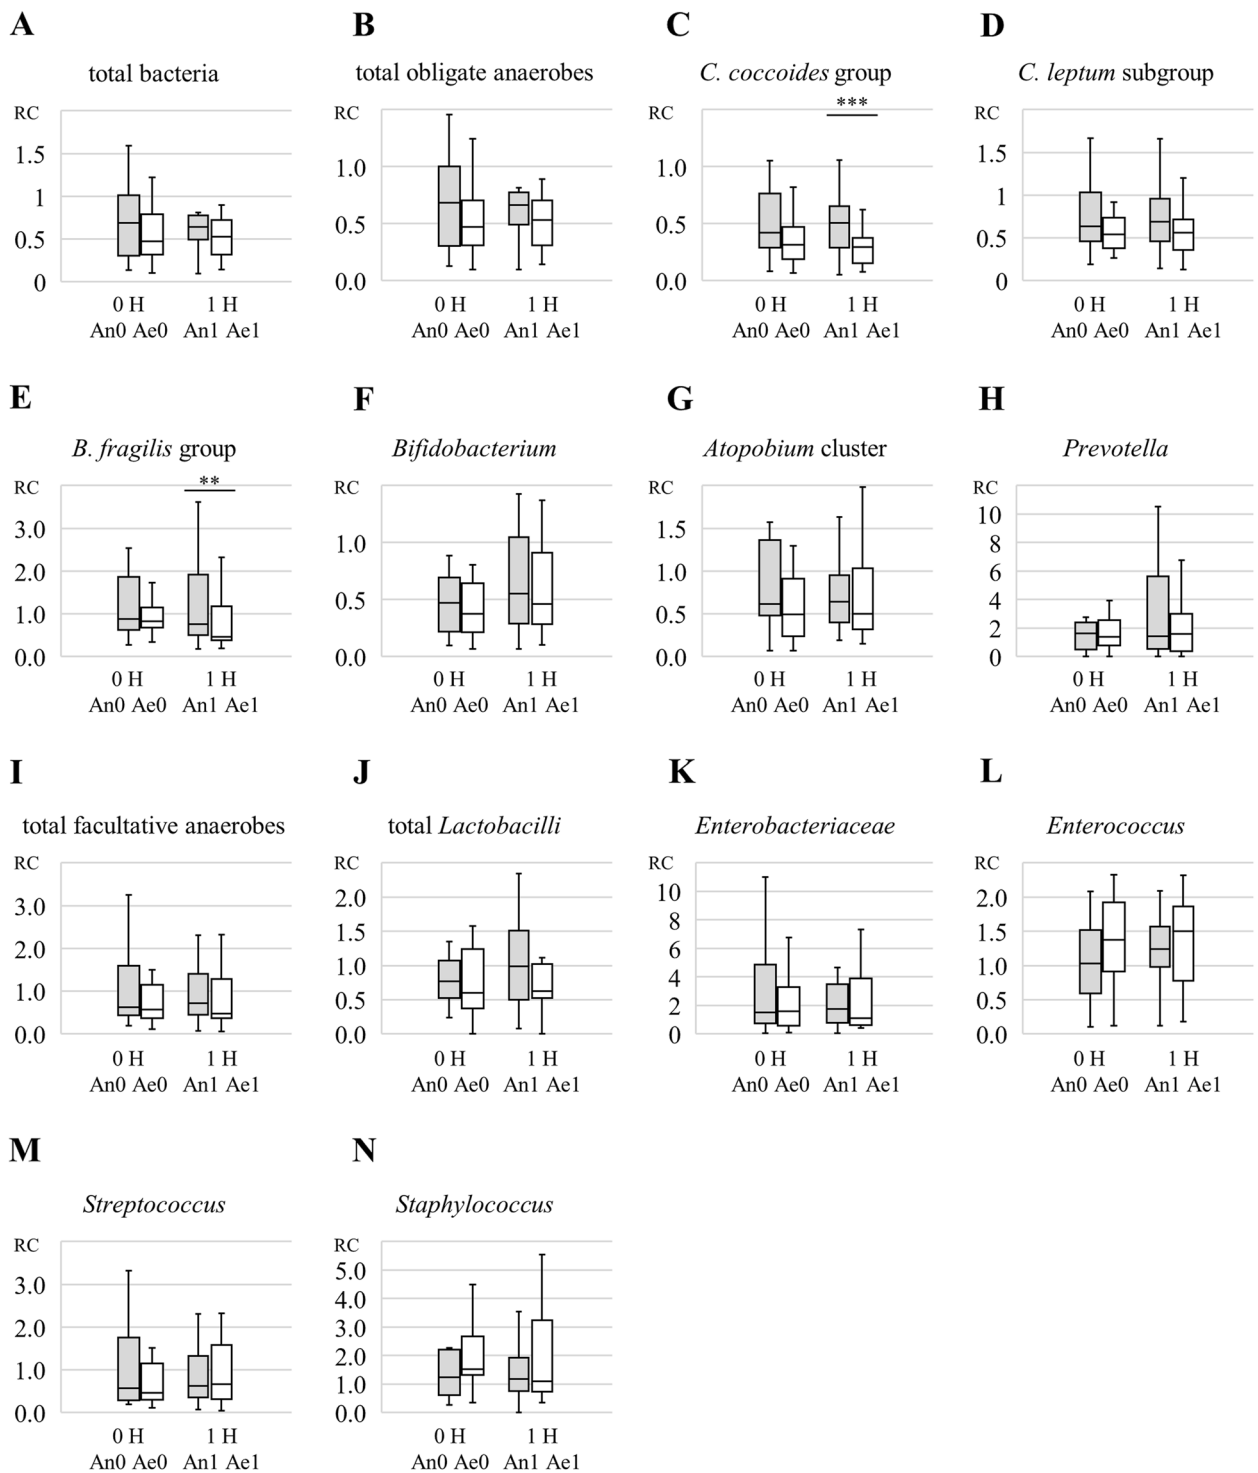 A B C D
total bacteria total obligate anaerobes C. coccoides group C. leptum subgroup
RC RC RC *** RC
1.5 1.0 1.0 1.5
1 0.5 0.5 1
0.5 0.0 0.0 0.5
0 0
0 H 1 H 0 H 1 H 0 H 1 H 0 H 1 H
An0 Ae0 An1 Ae1 An0 Ae0 An1 Ae1 An0 Ae0 An1 Ae1 An0 Ae0 An1 Ae1
E F G H
B. fragilis group Bifidobacterium Atopobium cluster Prevotella
RC ** RC RC RC
3.0 1.0 1.5 10
2.0 0.5 1.0 8
1.0 0.0 0.5 6
0.0 0.0 4
2
0
0 H 1 H 0 H 1 H 0 H 1 H 0 H 1 H
An0 Ae0 An1 Ae1 An0 Ae0 An1 Ae1 An0 Ae0 An1 Ae1 An0 Ae0 An1 Ae1
I J K L
total facultative anaerobes total Lactobacilli Enterobacteriaceae Enterococcus
RC RC RC RC
3.0 2.0 10 2.0
2.0 1.5 8 1.5
1.0 1.0 6 1.0
0.0 0.5 4 0.5
0.0 2 0.0
0
0 H 1 H 0 H 1 H 0 H 1 H 0 H 1 H
An0 Ae0 An1 Ae1 An0 Ae0 An1 Ae1 An0 Ae0 An1 Ae1 An0 Ae0 An1 Ae1
M N
Streptococcus Staphylococcus
RC RC
3.0 5.0
2.0 4.0
1.0 3.0
0.0 2.0
1.0
0.0
0 H 1 H 0 H 1 H
An0 Ae0 An1 Ae1 An0 Ae0 An1 Ae1